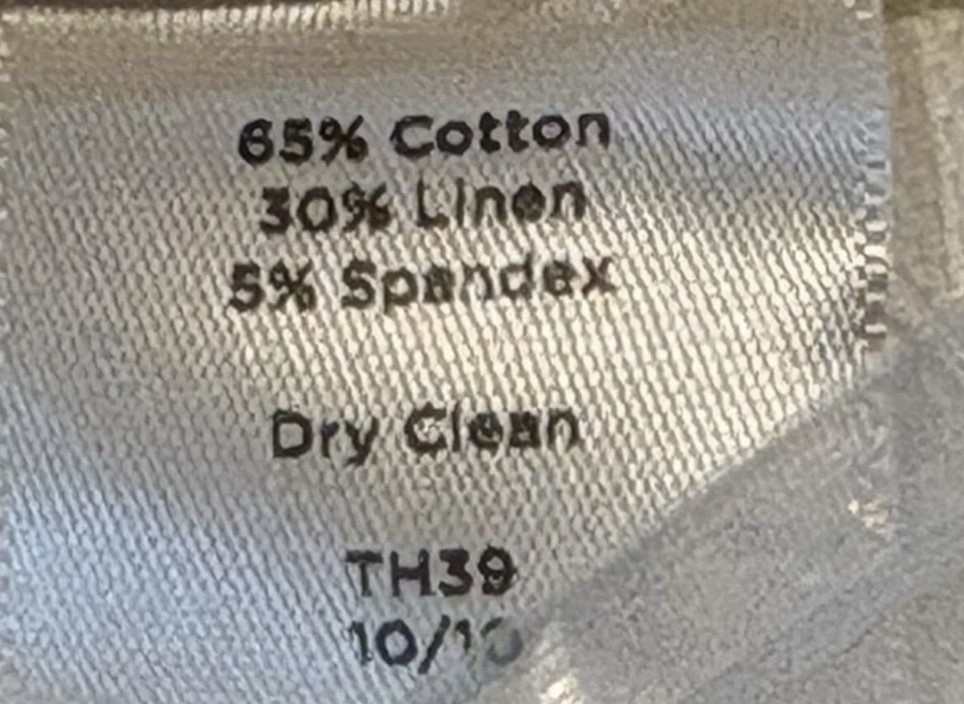 65% Cotton
30% Linen
5% Spandex
Dry Clean
TH39